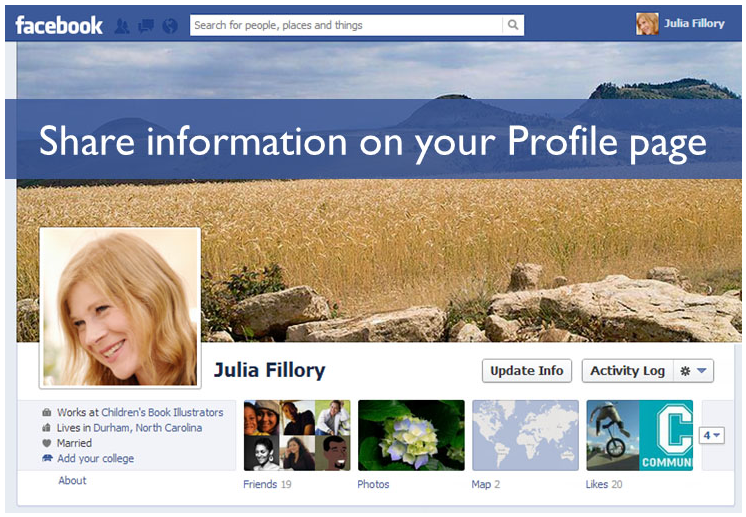 facebook
Search for people, places and things
Julia Fillory
Share information on your Profile page
Julia Fillory
Update Info
Activity Log
Works at Children's Book Illustrators
Lives in Durham, North Carolina
Married
Add your college
About
C
COMMUN
4
Friends 19
Photos
Map 2
Likes 20